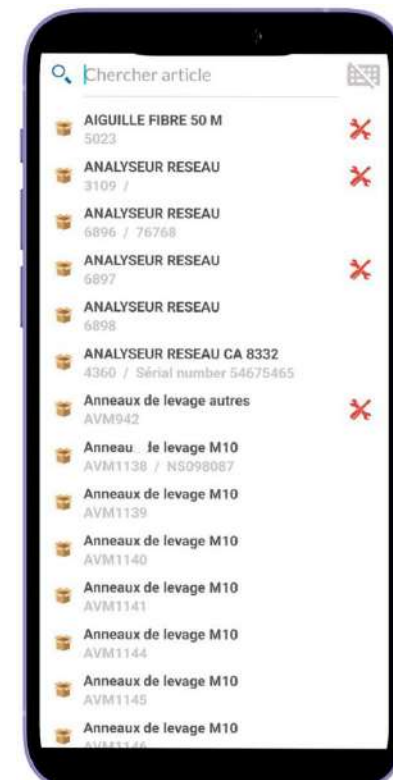 Chercher article
AIGUILLE FIBRE 50 M
5023
ANALYSEUR RESEAU
3109 /
ANALYSEUR RESEAU
6896 / 76768
ANALYSEUR RESEAU
6897
ANALYSEUR RESEAU
6898
ANALYSEUR RESEAU CA 8332
4360 / Sérial number 54675465
Anneaux de levage autres
AVM942
Anneau de levage M10
AVM1138 / NS098087
Anneaux de levage M10
AVM1139
Anneaux de levage M10
AVM1140
Anneaux de levage M10
AVM1141
Anneaux de levage M10
AVM1144
Anneaux de levage M10
AVM1145
Anneaux de levage M10
AVM1146